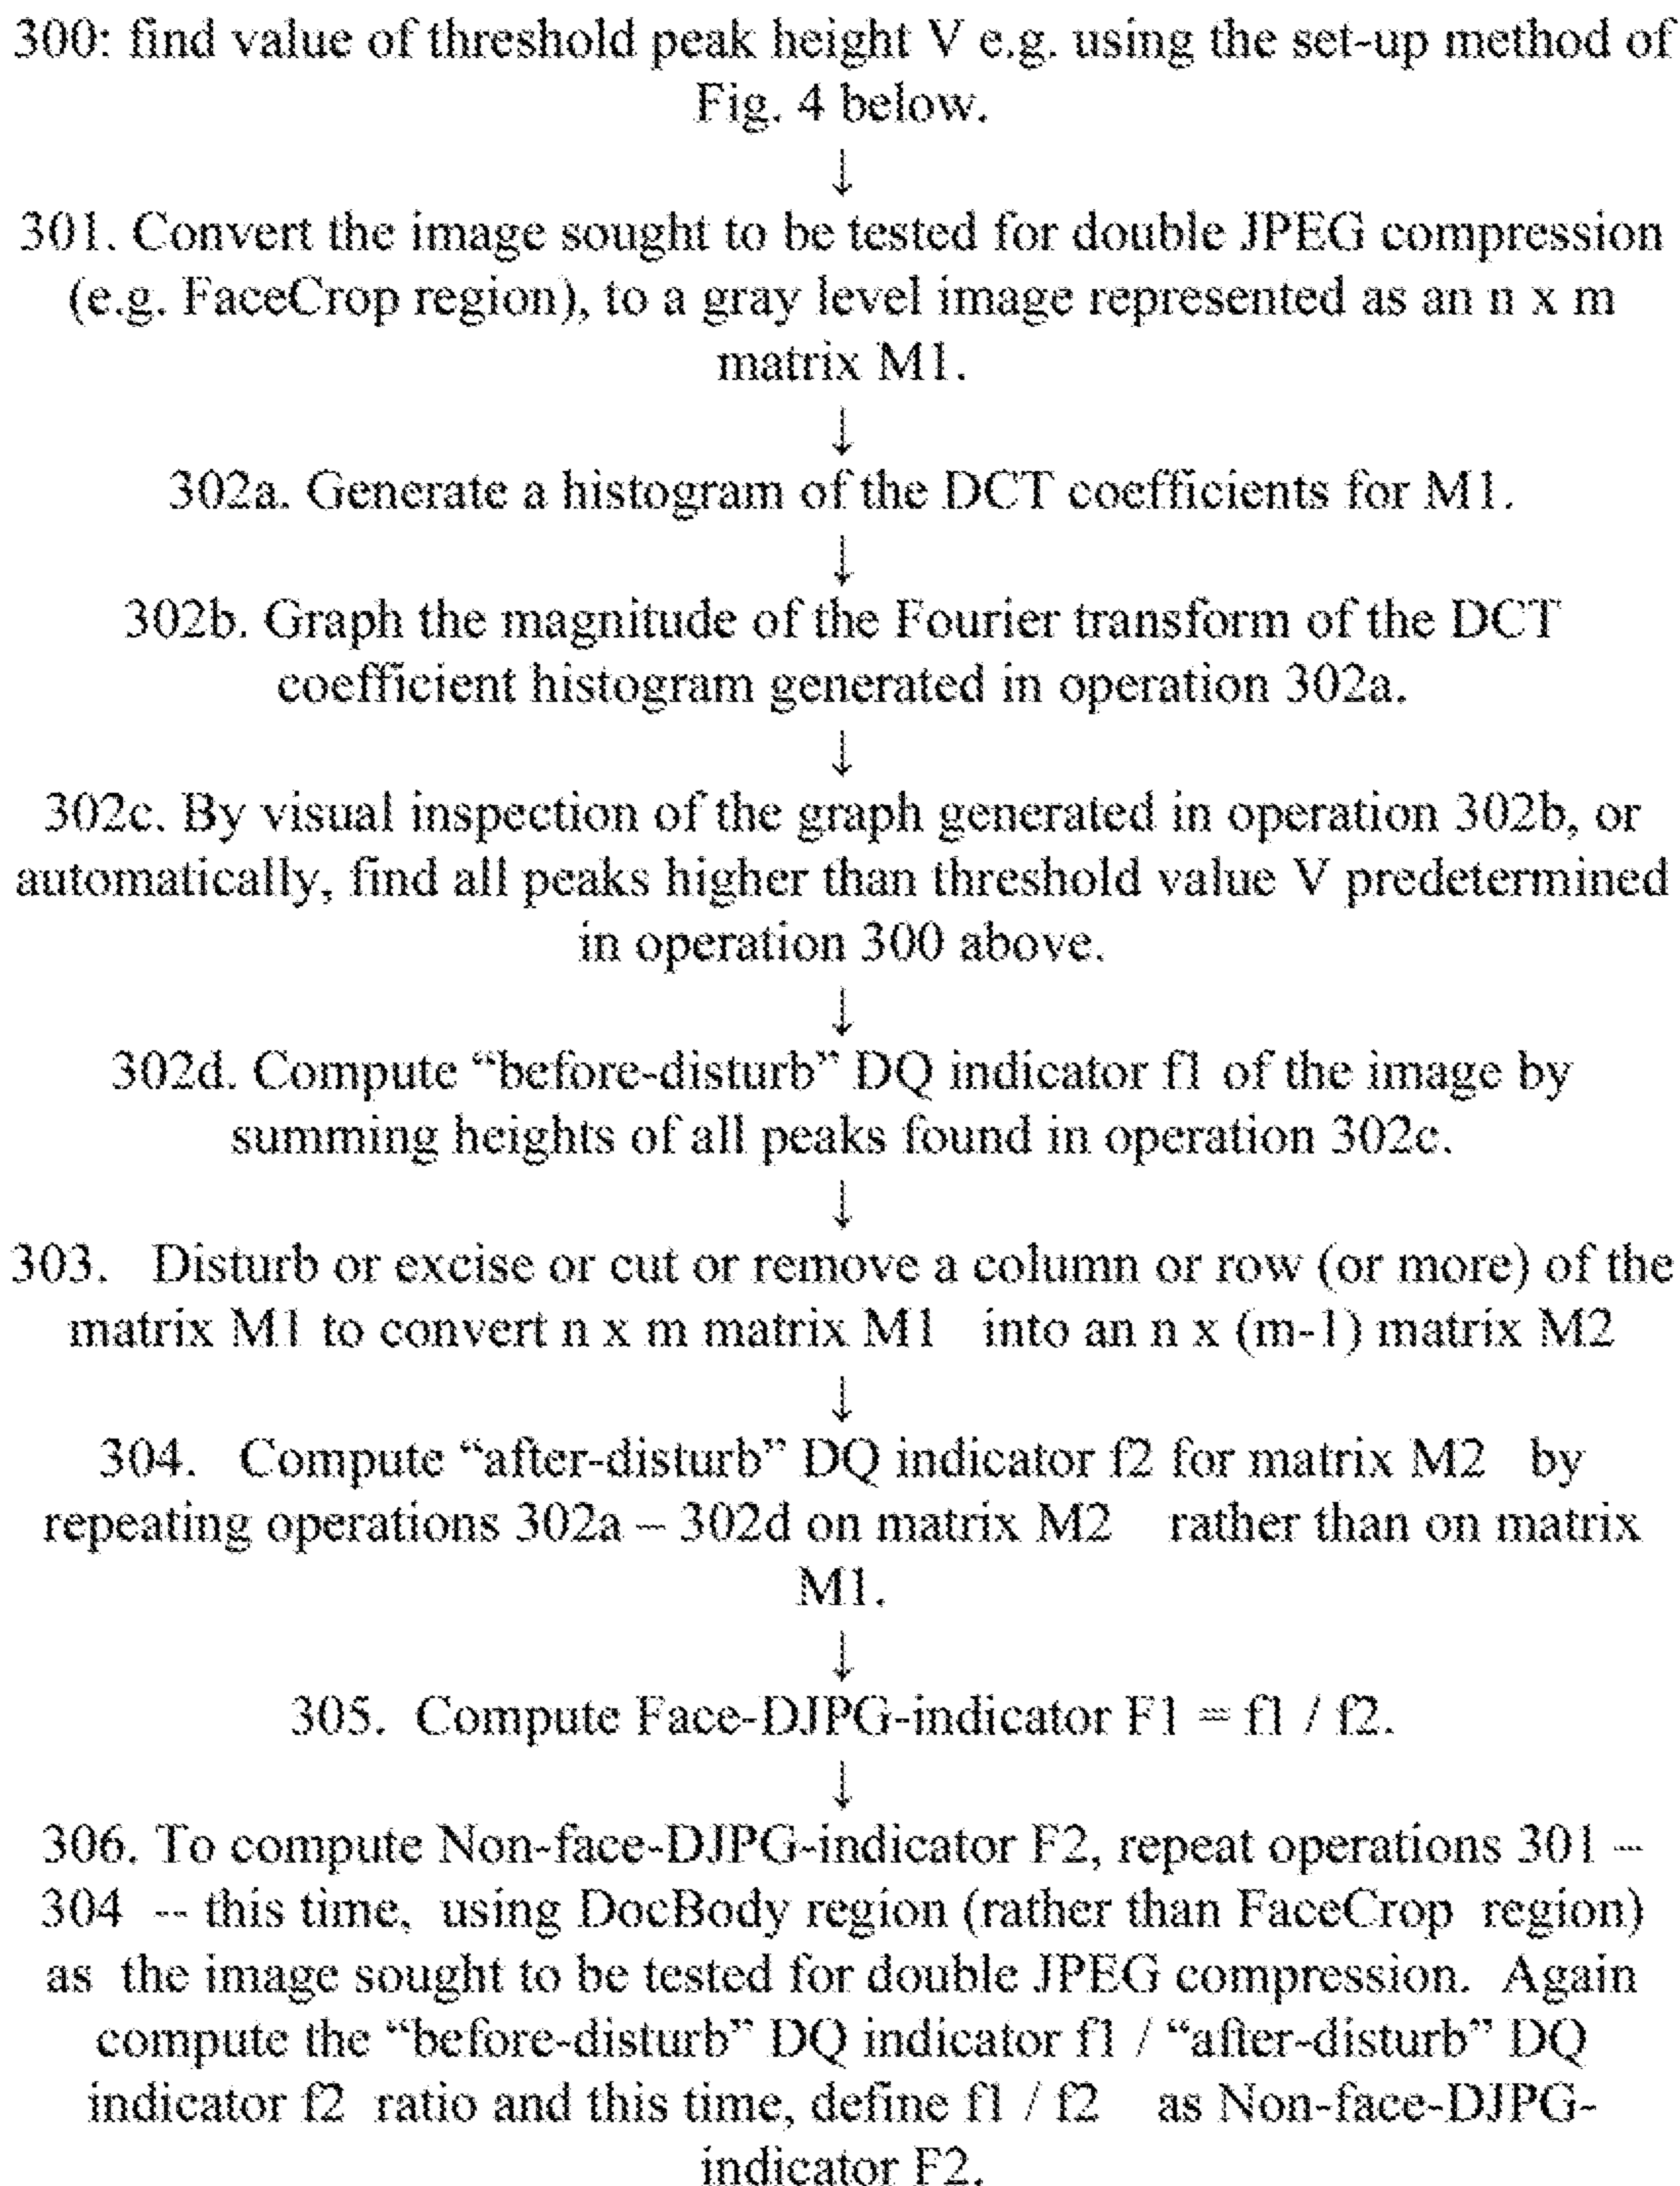 300: find value of threshold peak height V e.g. using the set-up method of
Fig. 4 below.
↓
301. Convert the image sought to be tested for double JPEG compression
(e.g. FaceCrop region), to a gray level image represented as an n x m
matrix M1.
↓
302a. Generate a histogram of the DCT coefficients for M1.
↓
302b. Graph the magnitude of the Fourier transform of the DCT
coefficient histogram generated in operation 302a.
↓
302c. By visual inspection of the graph generated in operation 302b, or
automatically, find all peaks higher than threshold value V predetermined
in operation 300 above.
↓
302d. Compute “before-disturb” DQ indicator f1 of the image by
summing heights of all peaks found in operation 302c.
↓
303. Disturb or excise or cut or remove a column or row (or more) of the
matrix M1 to convert n x m matrix M1 into an n x (m-1) matrix M2
↓
304. Compute “after-disturb” DQ indicator f2 for matrix M2 by
repeating operations 302a – 302d on matrix M2 rather than on matrix
M1.
↓
305. Compute Face-DJPG-indicator F1 = f1 / f2.
↓
306. To compute Non-face-DJPG-indicator F2, repeat operations 301 –
304 -- this time, using DocBody region (rather than FaceCrop region)
as the image sought to be tested for double JPEG compression. Again
compute the “before-disturb” DQ indicator f1 / “after-disturb” DQ
indicator f2 ratio and this time, define f1 / f2 as Non-face-DJPG-
indicator F2.